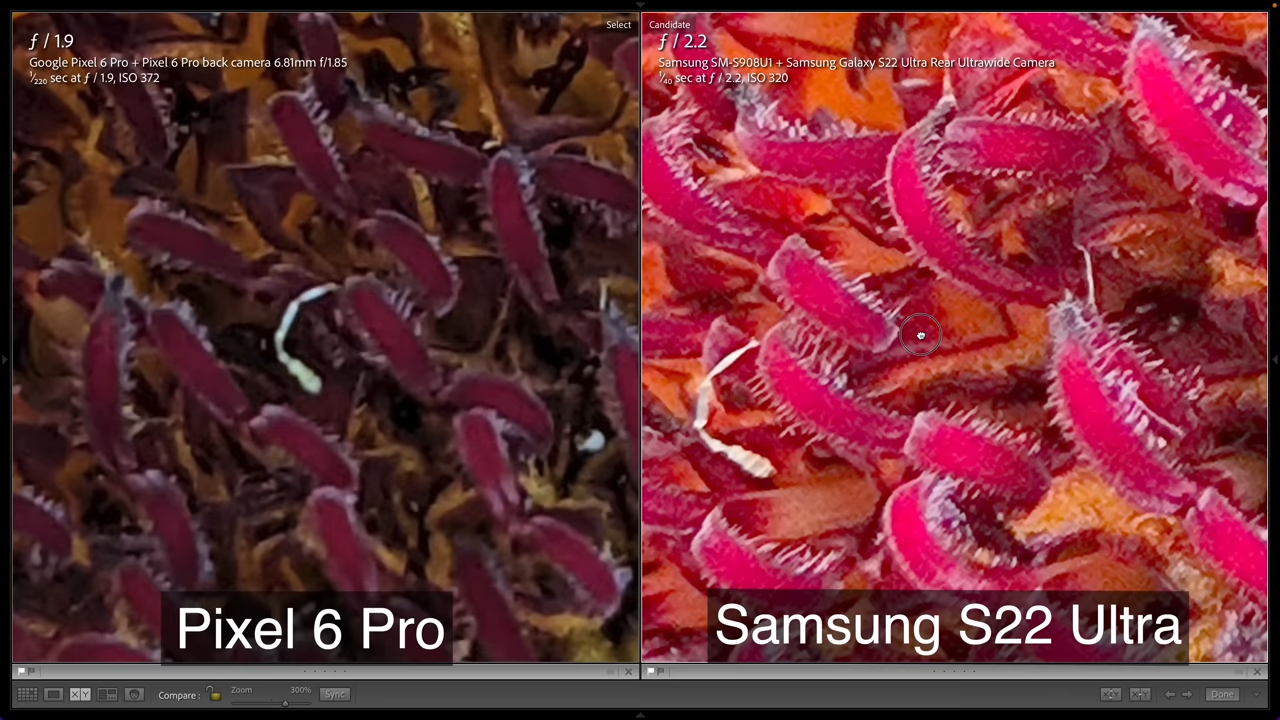 Select
ƒ / 1.9
Google Pixel 6 Pro + Pixel 6 Pro back camera 6.81mm f/1.85
1/220 sec at ƒ / 1.9, ISO 372
Pixel 6 Pro
Candidate
ƒ / 2.2
Samsung SM-S908U1 + Samsung Galaxy S22 Ultra Rear Ultrawide Camera
1/40 sec at ƒ / 2.2, ISO 320
Samsung S22 Ultra
X Y Compare : Zoom 300% Sync Done